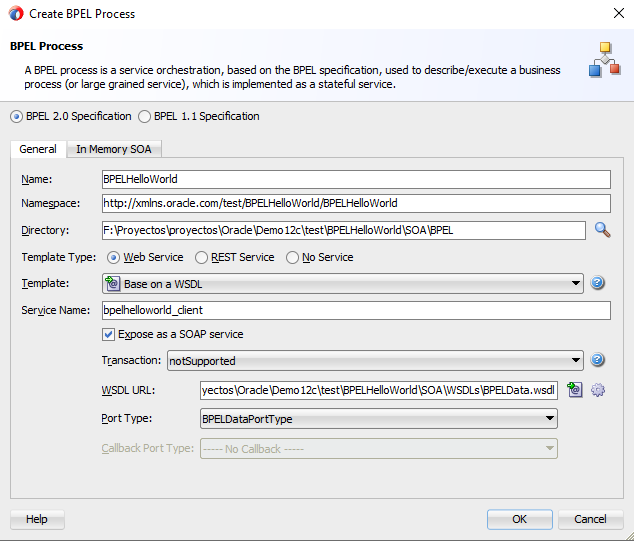 Create BPEL Process
BPEL Process
A BPEL process is a service orchestration, based on the BPEL specification, used to describe/execute a business
process (or large grained service), which is implemented as a stateful service.
BPEL 2.0 Specification BPEL 1.1 Specification
General In Memory SOA
Name: BPELHelloWorld
Namespace: http://xmlns.oracle.com/test/BPELHelloWorld/BPELHelloWorld
Directory: F:\Proyectos\proyectos\Oracle\Demo12c\test\BPELHelloWorld\SOA\BPEL
Template Type: Web Service REST Service No Service
Template: Base on a WSDL
Service Name: bpelhelloworld_client
Expose as a SOAP service
Transaction: notSupported
WSDL URL: yectos\Oracle\Demo12c\test\BPELHelloWorld\SOA\WSDLs\BPELData.wsdl
Port Type: BPELDataPortType
Callback Port Type: ----- No Callback -----
Help OK Cancel